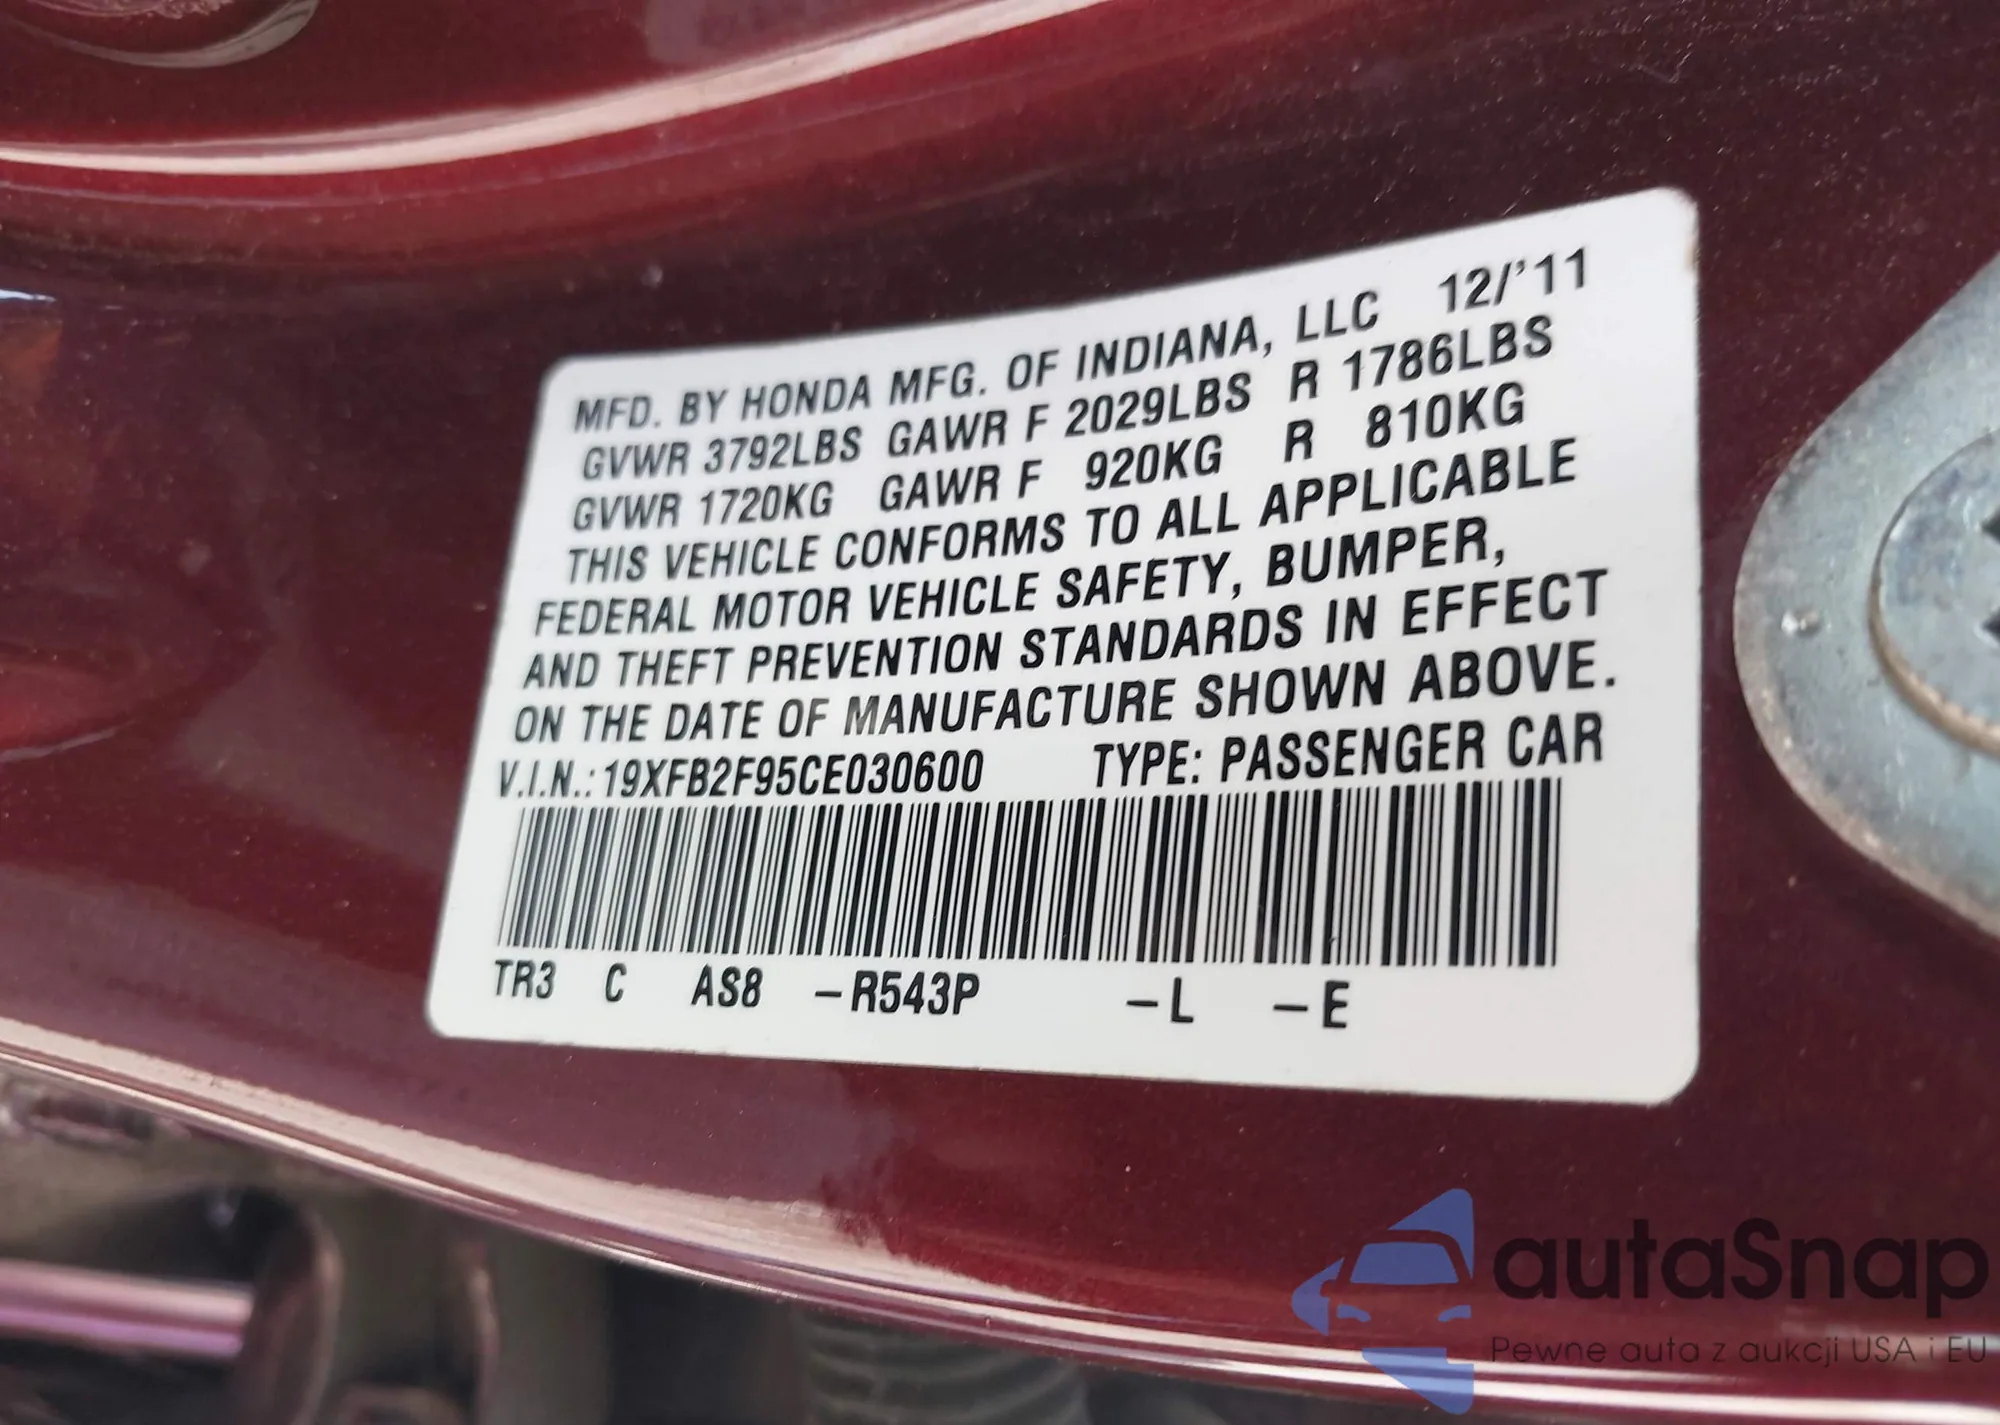 MFD. BY HONDA MFG. OF INDIANA, LLC 12/'11
GVWR 3792LBS GAWR F 2029LBS R 1786LBS
GVWR 1720KG GAWR F 920KG R 810KG
THIS VEHICLE CONFORMS TO ALL APPLICABLE
FEDERAL MOTOR VEHICLE SAFETY, BUMPER,
AND THEFT PREVENTION STANDARDS IN EFFECT
ON THE DATE OF MANUFACTURE SHOWN ABOVE.
V.I.N.: 19XFB2F95CE030600 TYPE: PASSENGER CAR
TR3 C AS8 –R543P –L –E
autaSnap
Pewne auta z aukcji USA i EU